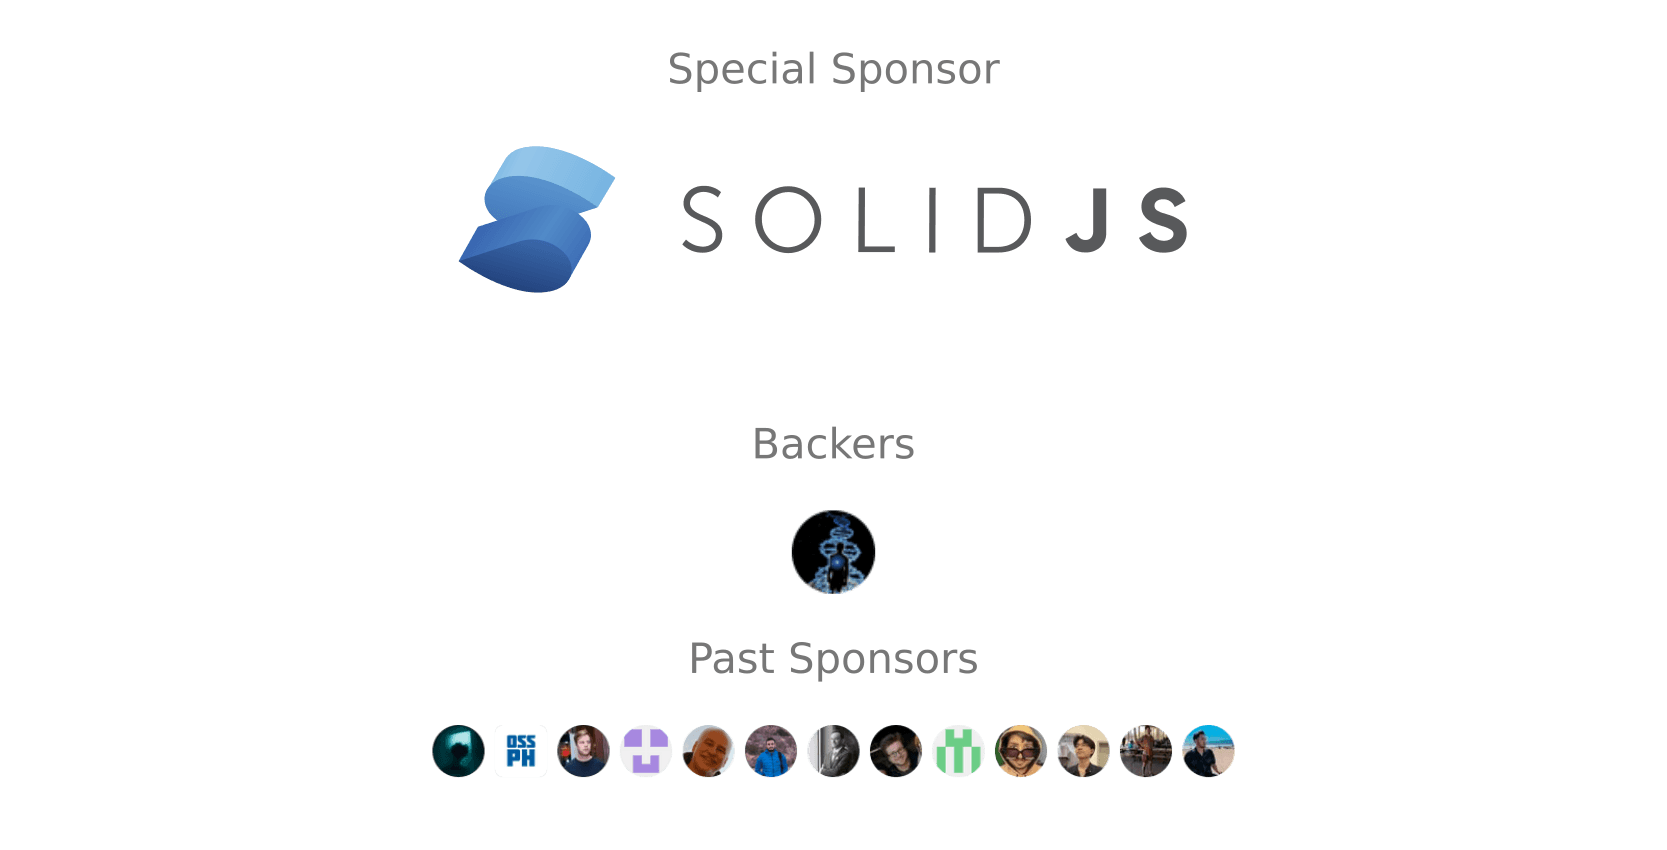 Special Sponsor
SOLIDJS
Backers
Past Sponsors
OSS
PH